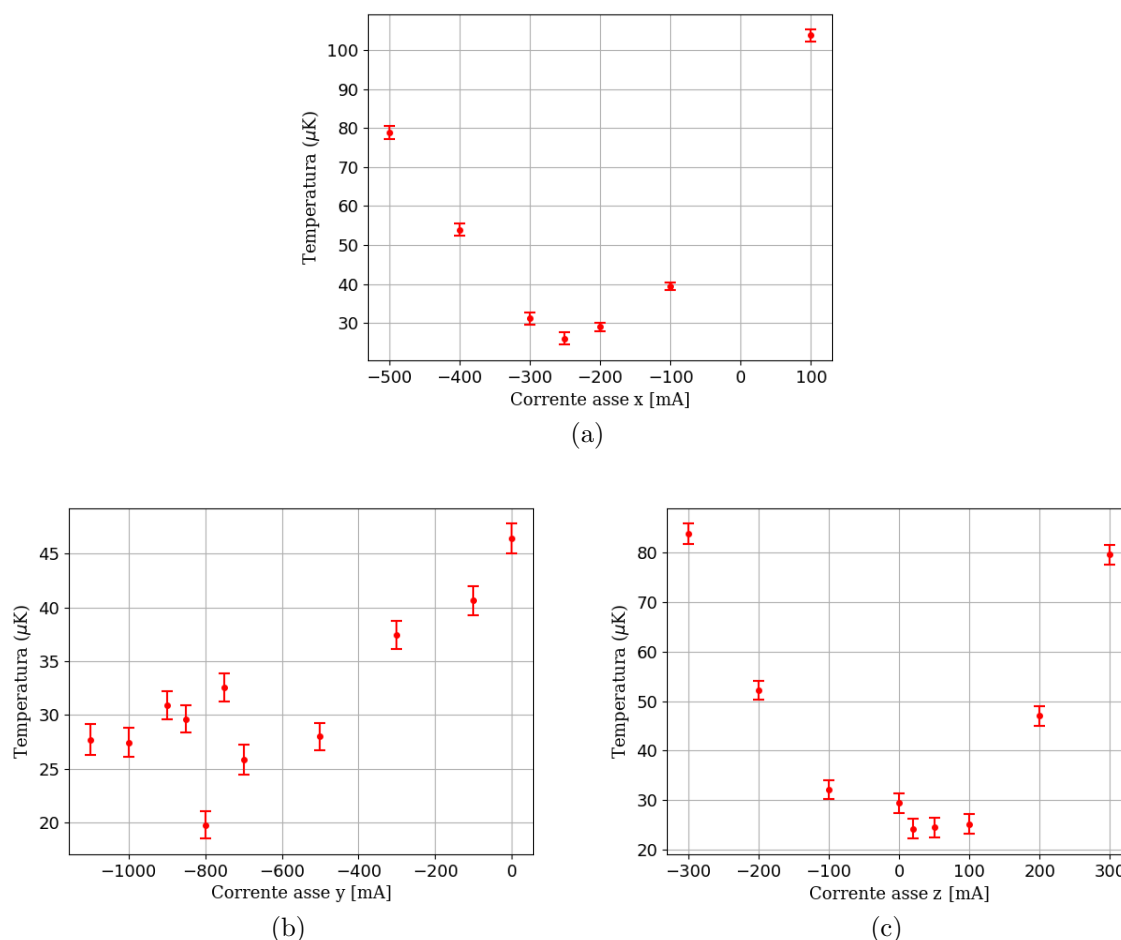 Temperatura (μK)
100
90
80
70
60
50
40
30
−500 −400 −300 −200 −100 0 100
Corrente asse x [mA]
(a)
Temperatura (μK)
45
40
35
30
25
20
−1000 −800 −600 −400 −200 0
Corrente asse y [mA]
(b)
Temperatura (μK)
80
70
60
50
40
30
20
−300 −200 −100 0 100 200 300
Corrente asse z [mA]
(c)